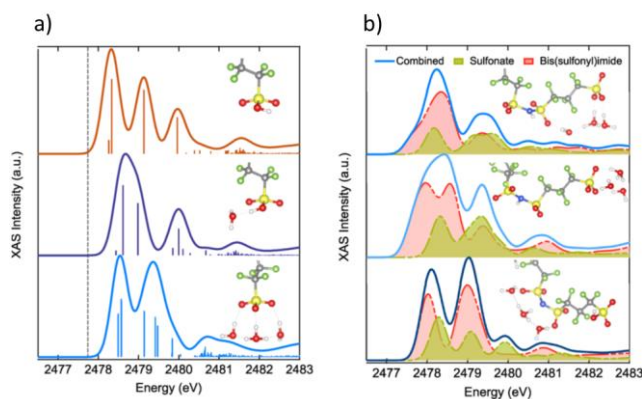 a)
b)
Combined
Sulfonate
Bis(sulfonyl)imide
XAS Intensity (a.u.)
XAS Intensity (a.u.)
2477 2478 2479 2480 2481 2482 2483
2477 2478 2479 2480 2481 2482 2483
Energy (eV)
Energy (eV)